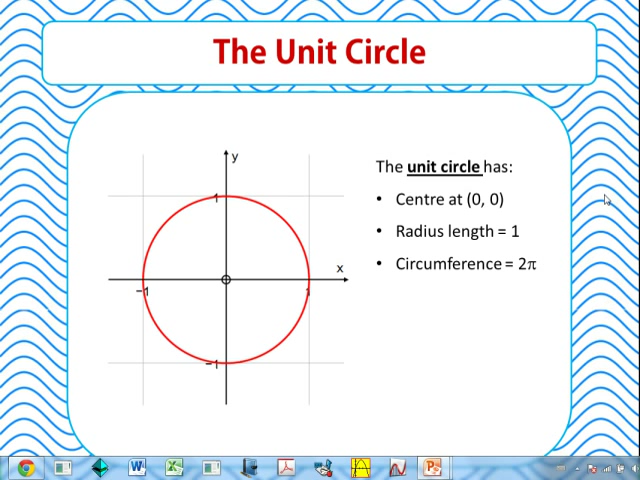 The Unit Circle
y
The unit circle has:
1
• Centre at (0, 0)
• Radius length = 1
x
• Circumference = 2π
−1
1
−1